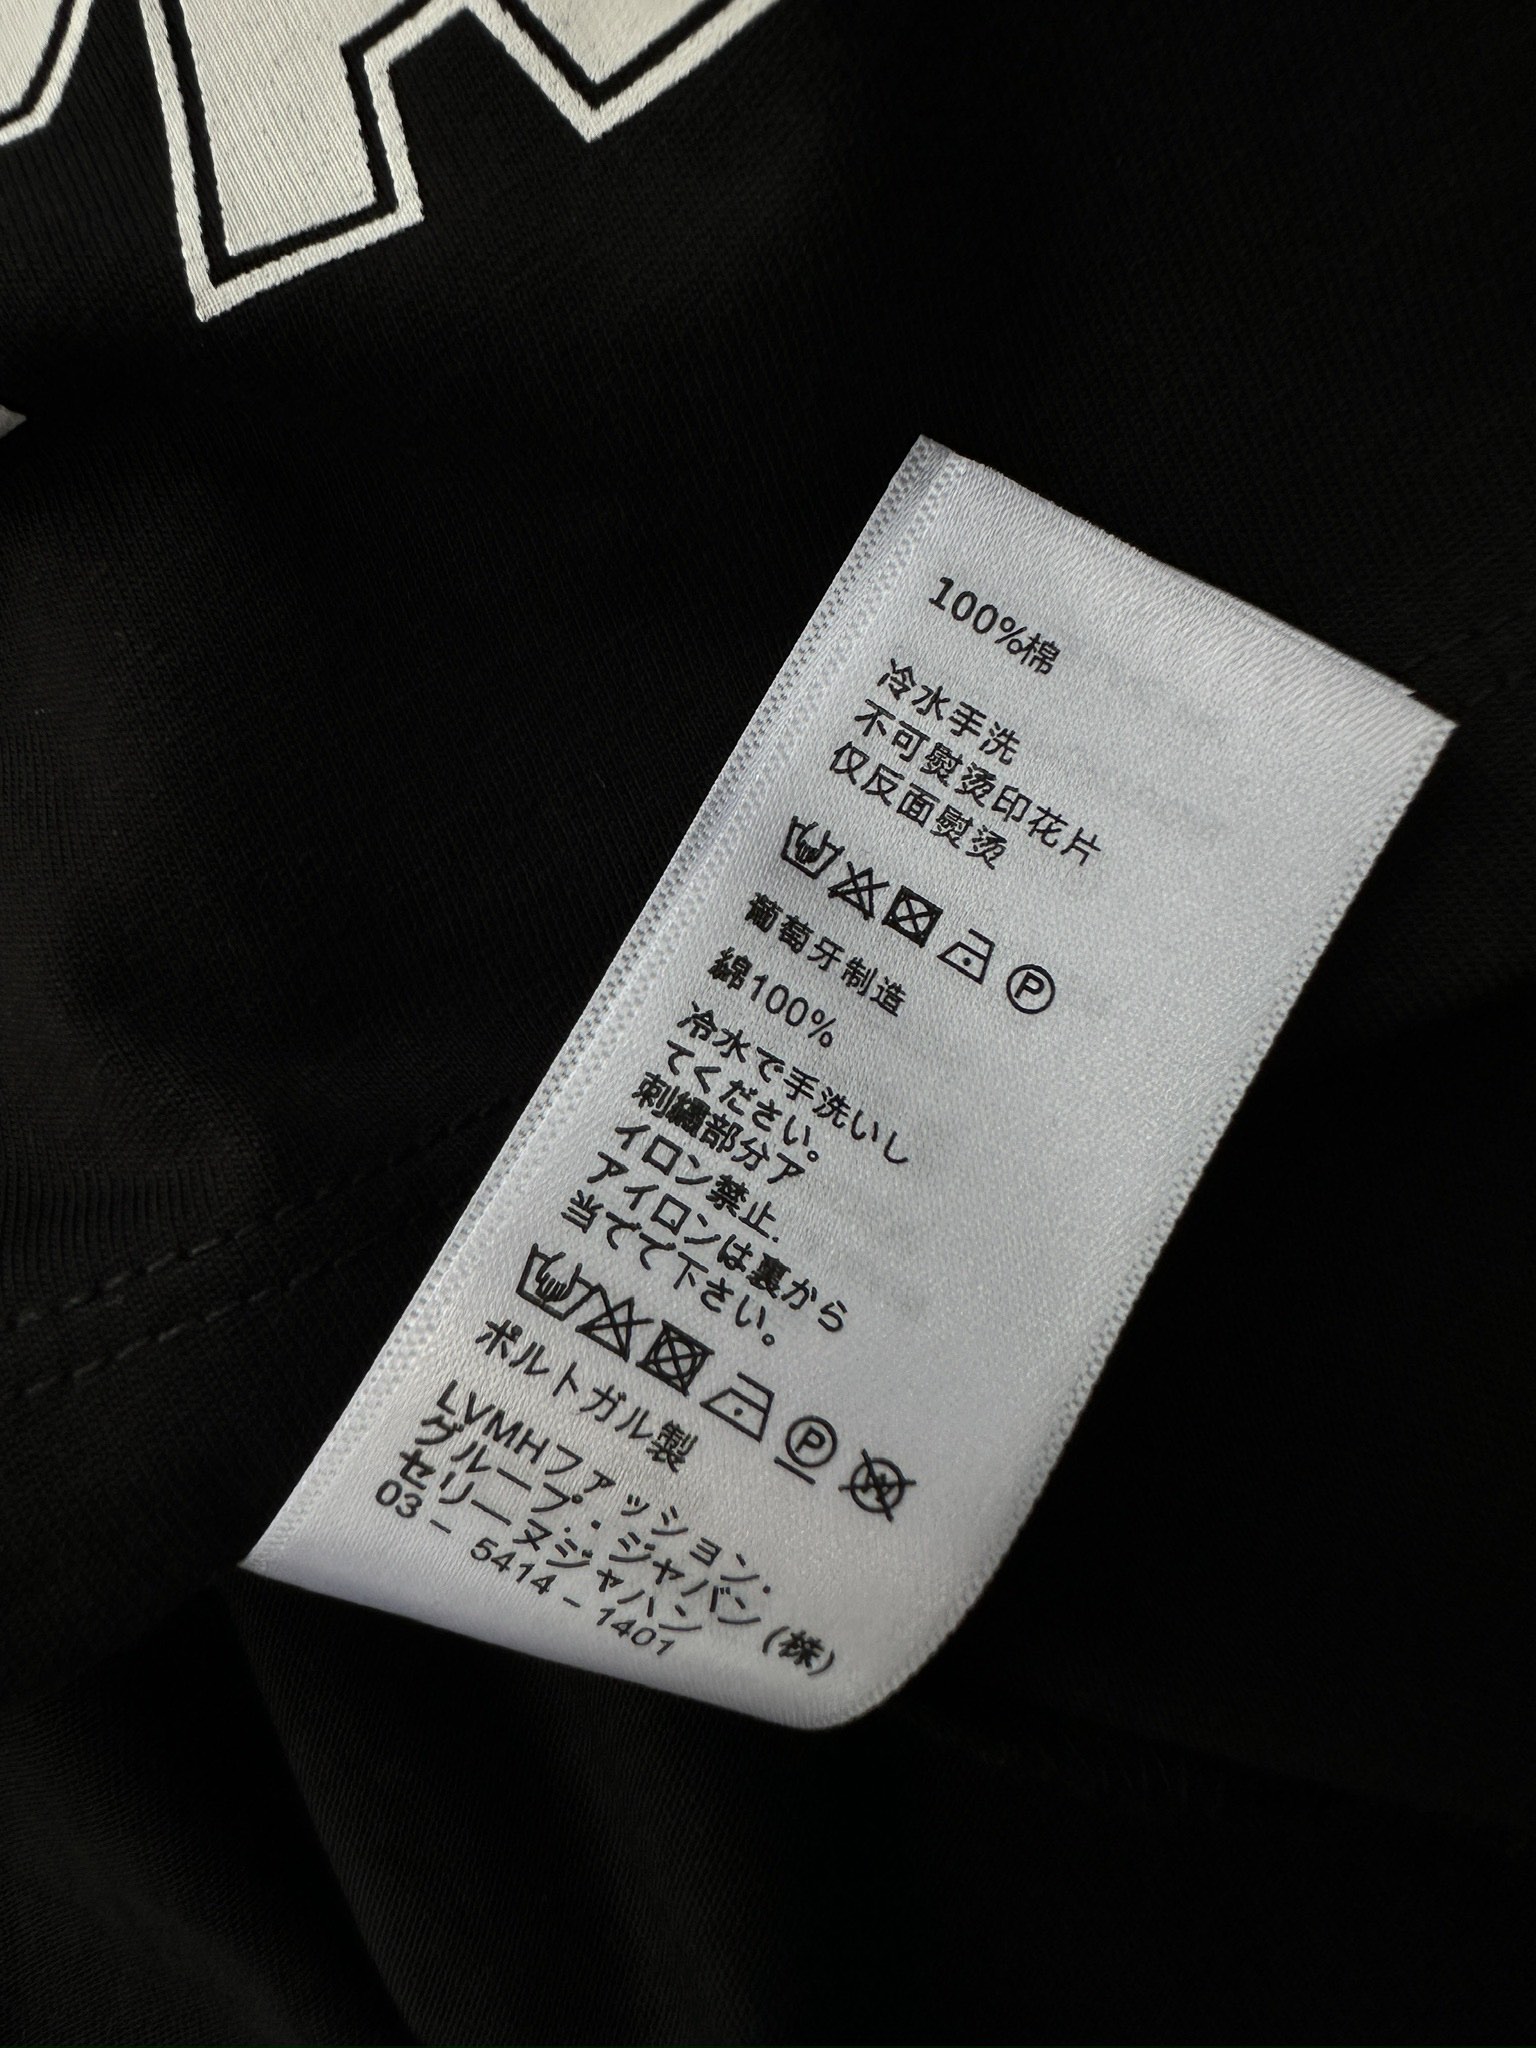 100%棉
冷水手洗
不可熨烫印花片
仅反面熨烫
P
葡萄牙制造
綿100%
冷水で手洗いし
てください。
刺繍部分ア
イロン禁止.
アイロンは裏から
当てて下さい。
P W
ポルトガル製
LVMHファッション・
グループ・ジャパン(株)
セリーヌジャハン
03 - 5414 - 1401